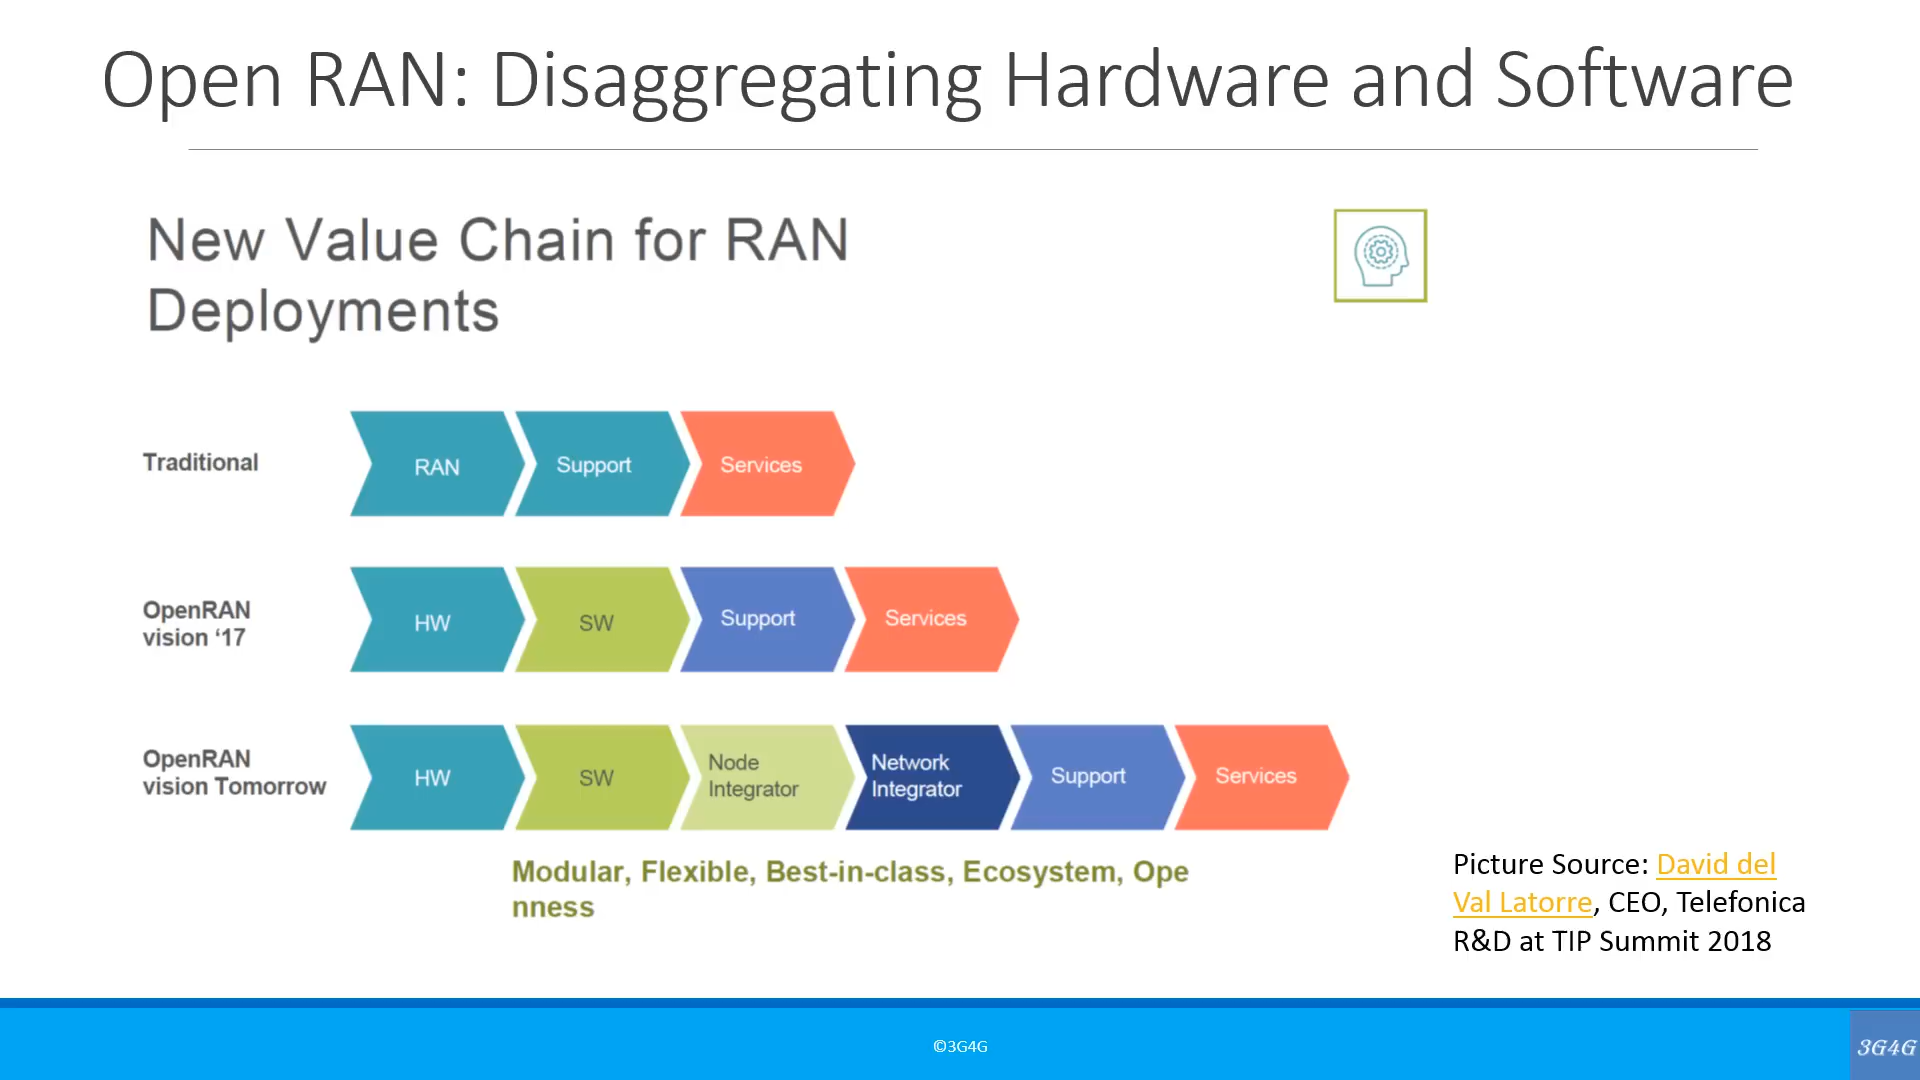 Open RAN: Disaggregating Hardware and Software
New Value Chain for RAN
Deployments
Traditional
RAN
Support
Services
OpenRAN
vision ‘17
HW
SW
Support
Services
OpenRAN
vision Tomorrow
HW
SW
Node
Integrator
Network
Integrator
Support
Services
Modular, Flexible, Best-in-class, Ecosystem, Ope
nness
Picture Source: David del
Val Latorre, CEO, Telefonica
R&D at TIP Summit 2018
©3G4G
3G4G